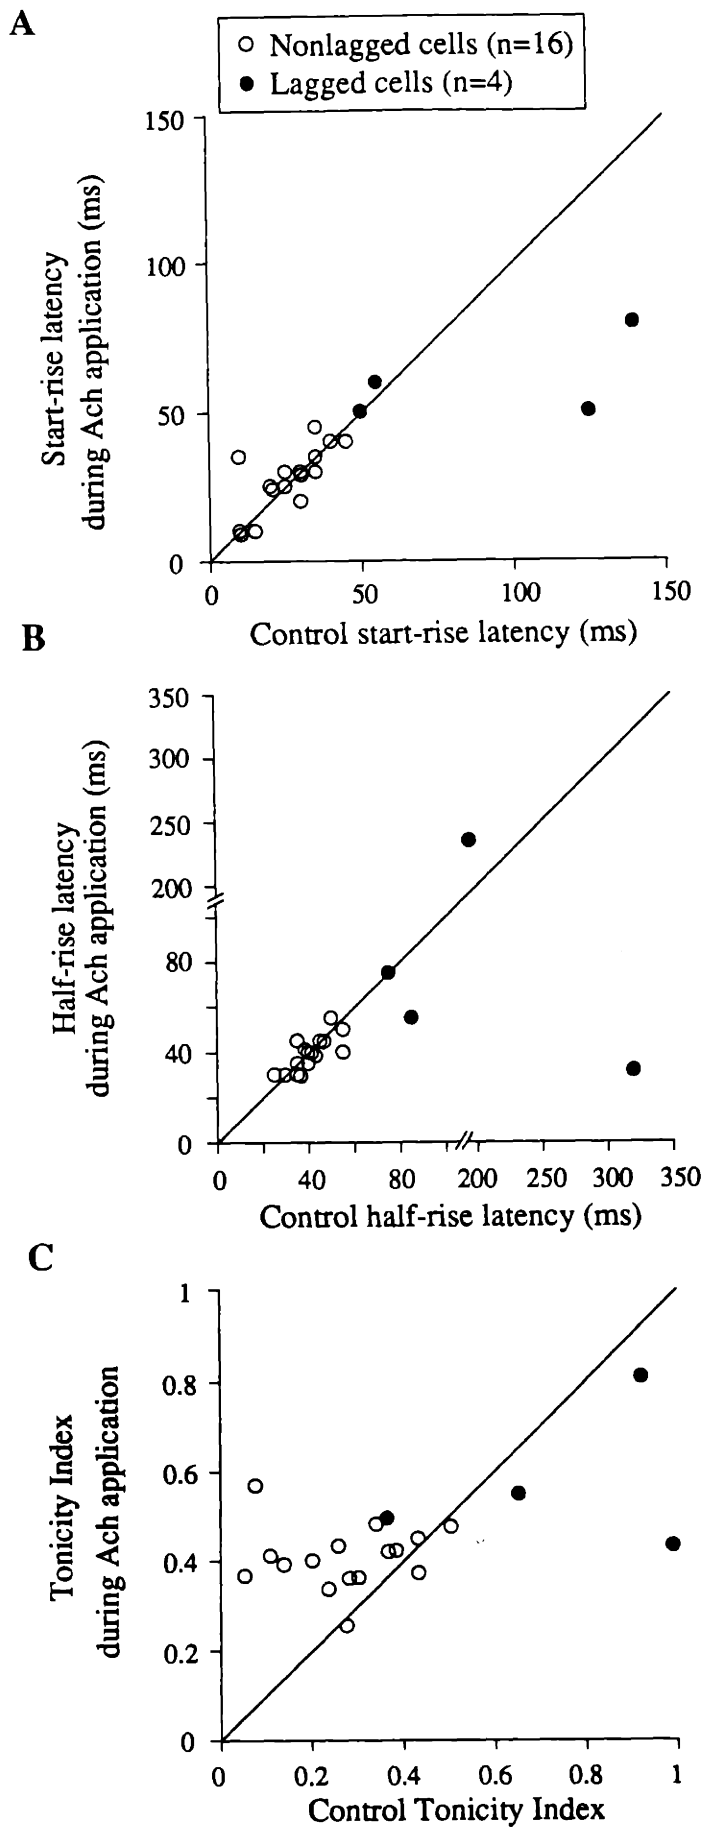 A
Nonlagged cells (n=16)
Lagged cells (n=4)
150
100
50
0
Start-rise latency
during Ach application (ms)
0 50 100 150
Control start-rise latency (ms)
B
350
300
250
200
80
40
0
Half-rise latency
during Ach application (ms)
0 40 80 200 250 300 350
Control half-rise latency (ms)
C
1
0.8
0.6
0.4
0.2
0
Tonicity Index
during Ach application
0 0.2 0.4 0.6 0.8 1
Control Tonicity Index